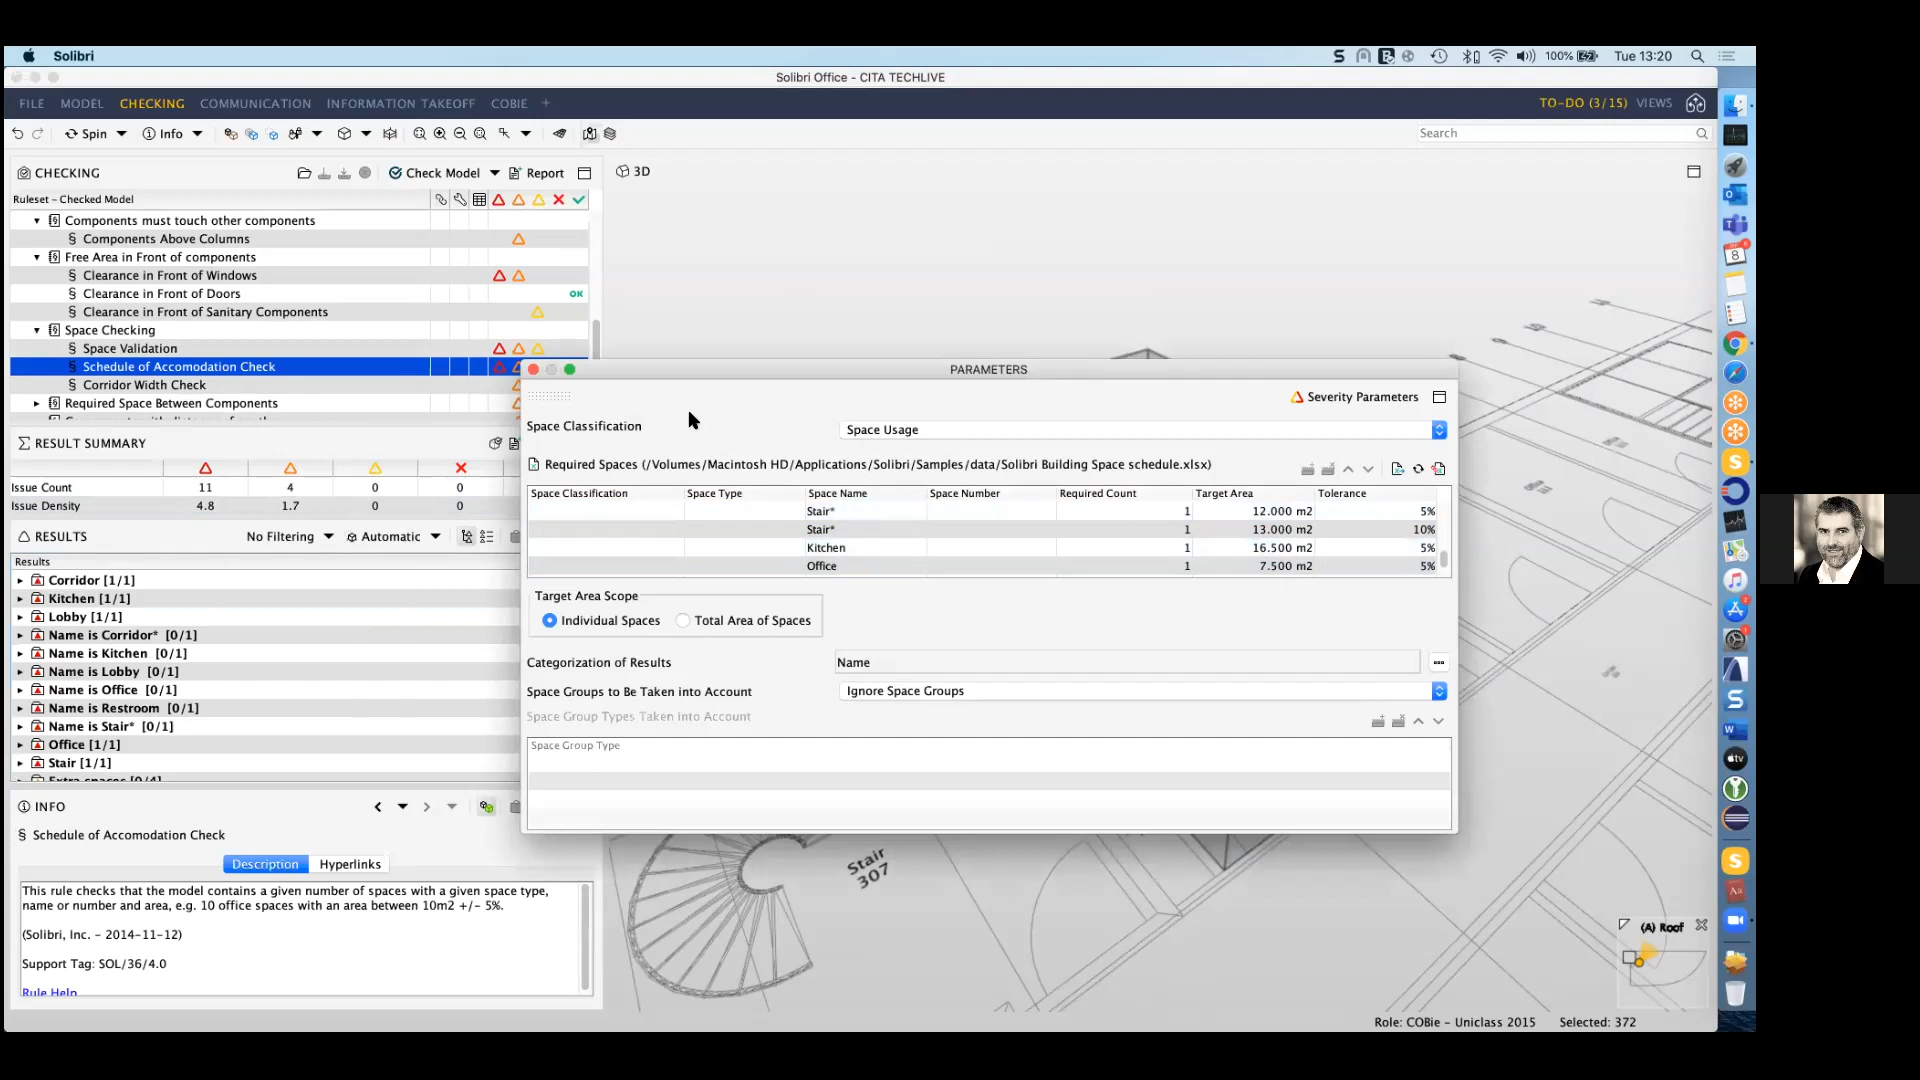 Solibri
100%
Tue 13:20
Solibri Office - CITA TECHLIVE
FILE MODEL CHECKING COMMUNICATION INFORMATION TAKEOFF COBIE +
TO-DO (3/15) VIEWS
Spin Info
Search
CHECKING
Check Model Report
3D
Ruleset - Checked Model
Components must touch other components
§ Components Above Columns
Free Area in Front of components
§ Clearance in Front of Windows
§ Clearance in Front of Doors OK
§ Clearance in Front of Sanitary Components
Space Checking
§ Space Validation
§ Schedule of Accomodation Check
§ Corridor Width Check
Required Space Between Components
PARAMETERS
Severity Parameters
Space Classification Space Usage
Required Spaces (/Volumes/Macintosh HD/Applications/Solibri/Samples/data/Solibri Building Space schedule.xlsx)
Space Classification Space Type Space Name Space Number Required Count Target Area Tolerance
Stair* 1 12.000 m2 5%
Stair* 1 13.000 m2 10%
Kitchen 1 16.500 m2 5%
Office 1 7.500 m2 5%
Target Area Scope
Individual Spaces Total Area of Spaces
Categorization of Results Name
Space Groups to Be Taken into Account Ignore Space Groups
Space Group Types Taken Into Account
Space Group Type
RESULT SUMMARY
Issue Count 11 4 0 0
Issue Density 4.8 1.7 0 0
RESULTS No Filtering Automatic
Results
Corridor [1/1]
Kitchen [1/1]
Lobby [1/1]
Name is Corridor* [0/1]
Name is Kitchen [0/1]
Name is Lobby [0/1]
Name is Office [0/1]
Name is Restroom [0/1]
Name is Stair* [0/1]
Office [1/1]
Stair [1/1]
Extra spaces [0/4]
INFO
§ Schedule of Accomodation Check
Description Hyperlinks
This rule checks that the model contains a given number of spaces with a given space type,
name or number and area, e.g. 10 office spaces with an area between 10m2 +/- 5%.
(Solibri, Inc. - 2014-11-12)
Support Tag: SOL/36/4.0
Rule Help
Stair
307
(A) Roof
Role: COBie - Uniclass 2015 Selected: 372